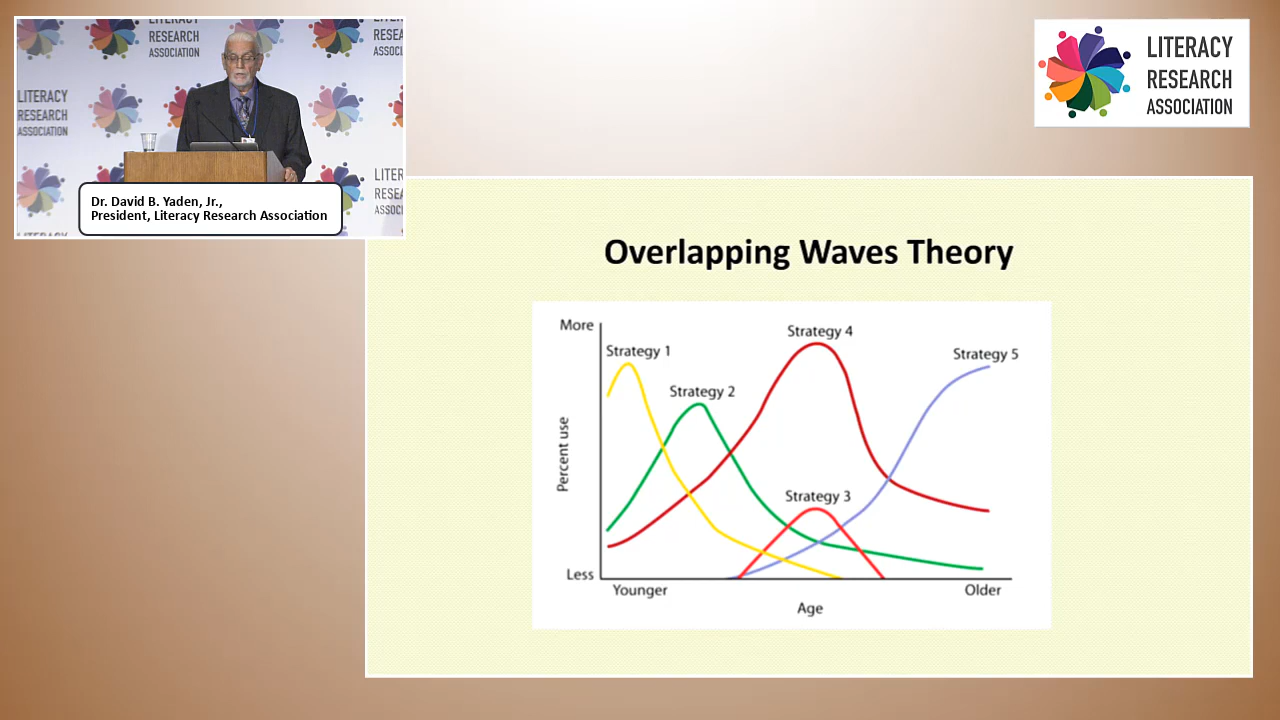 LITERACY
RESEARCH
ASSOCIATION
LITERACY
RESEARCH
ASSOCIATION
Dr. David B. Yaden, Jr.,
President, Literacy Research Association
LITERACY
RESEARCH
ASSOCIATION
Overlapping Waves Theory
More
Strategy 4
Strategy 1
Strategy 5
Strategy 2
Percent use
Strategy 3
Less
Younger
Older
Age